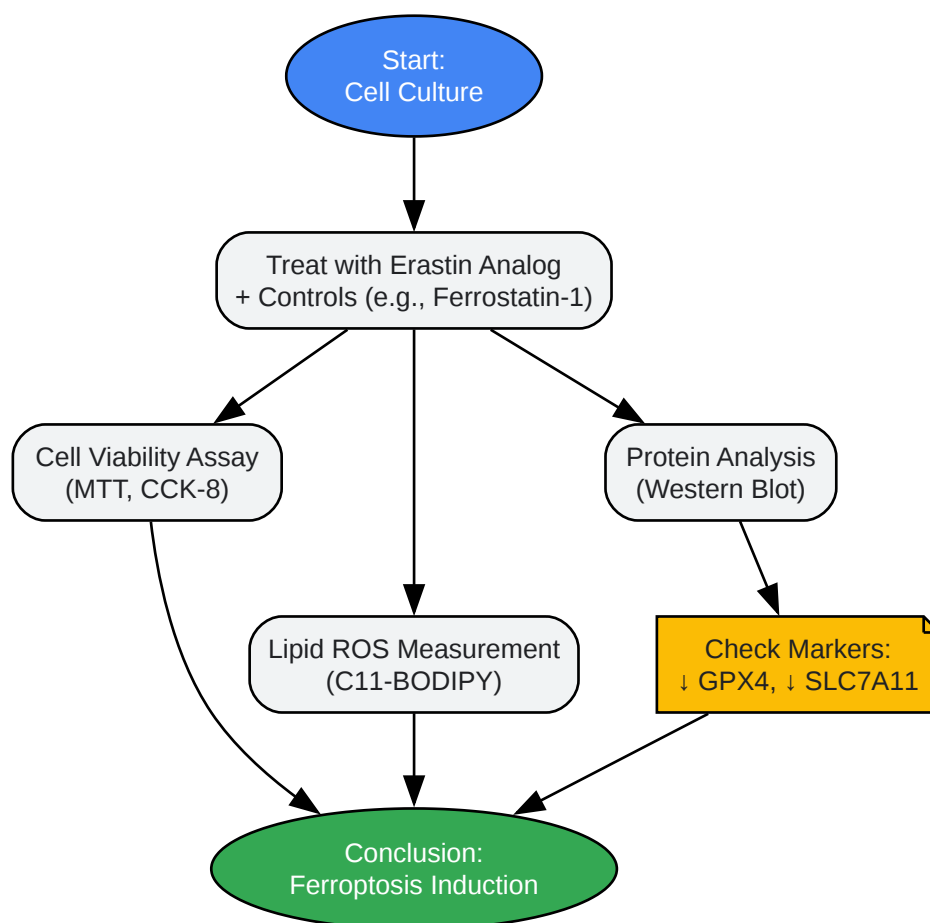 Start:
Cell Culture
Treat with Erastin Analog
+ Controls (e.g., Ferrostatin-1)
Cell Viability Assay
(MTT, CCK-8)
Protein Analysis
(Western Blot)
Lipid ROS Measurement
(C11-BODIPY)
Check Markers:
↓ GPX4, ↓ SLC7A11
Conclusion:
Ferroptosis Induction